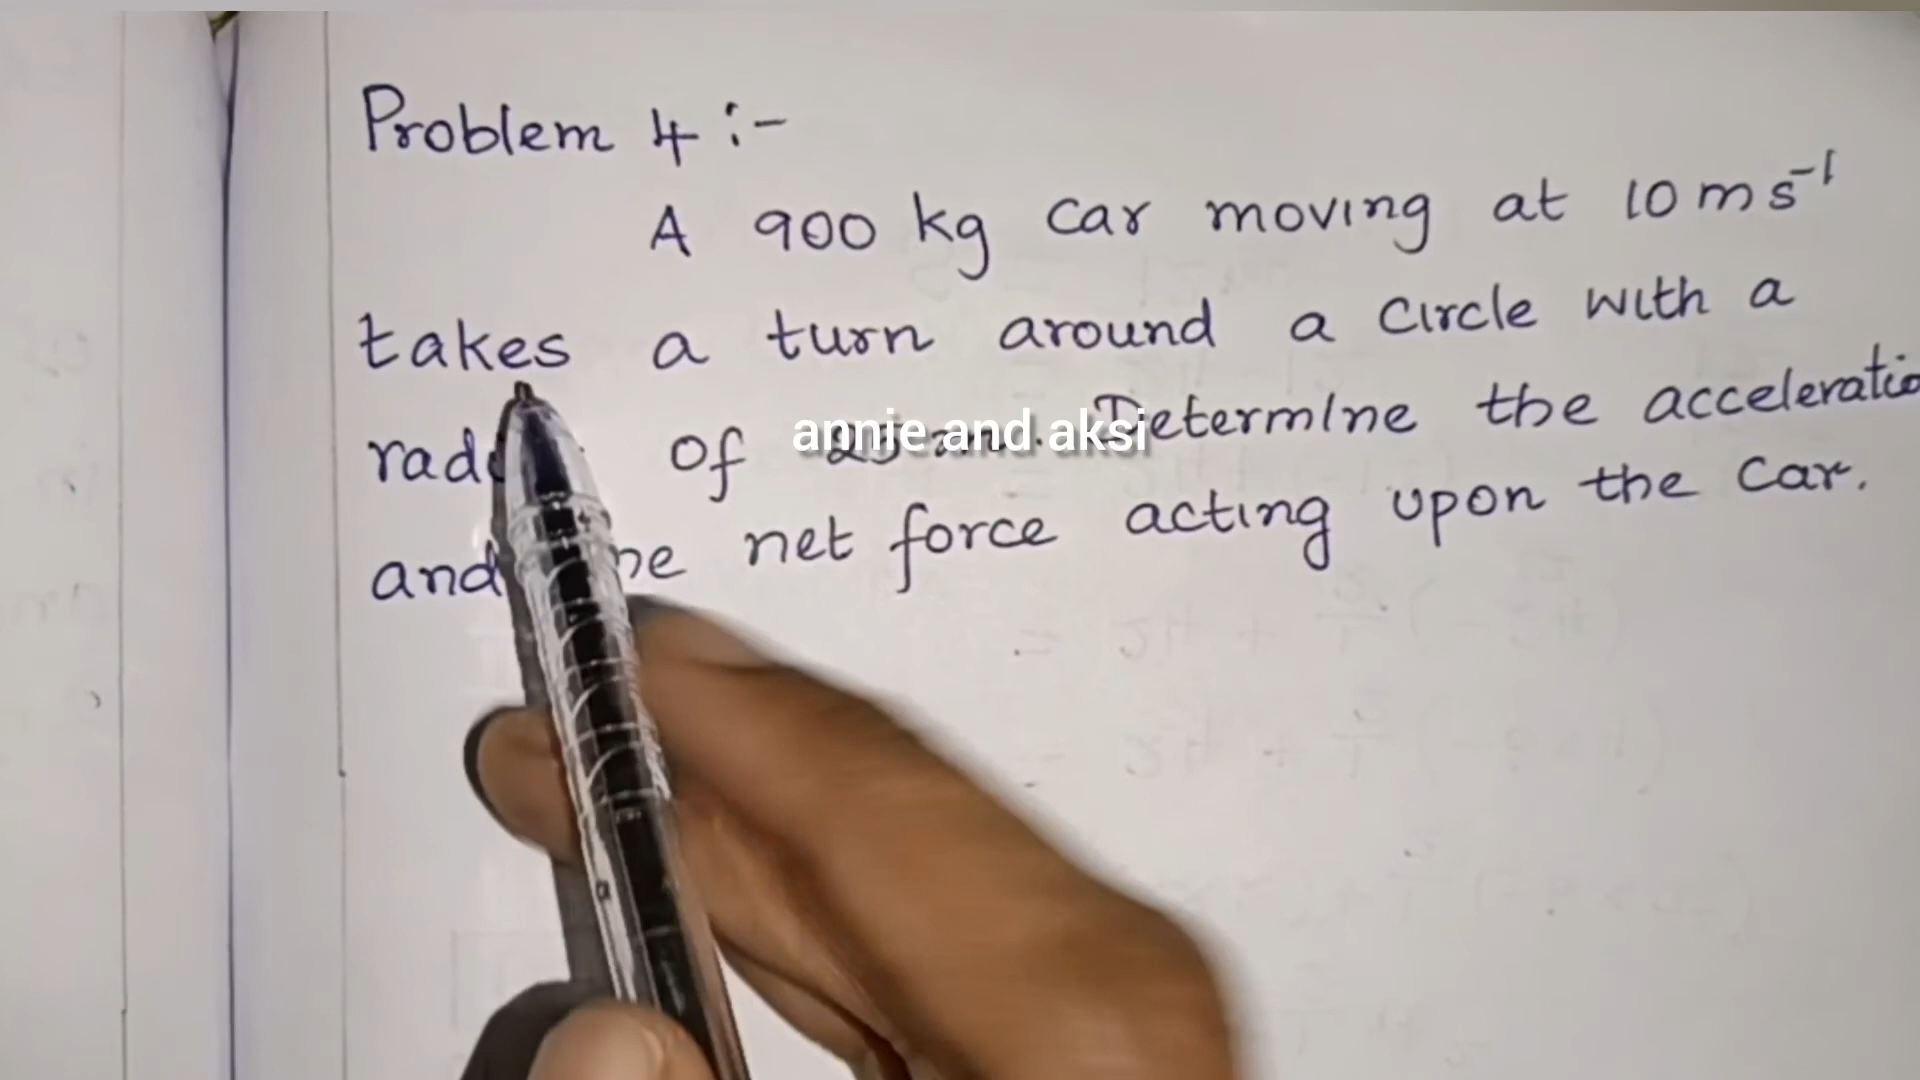 Problem 4 :-
A 900 kg car moving at 10 m s⁻¹
takes a turn around a circle with a
of Determine the acceleratio
and net force acting upon the car.
annie and aksi